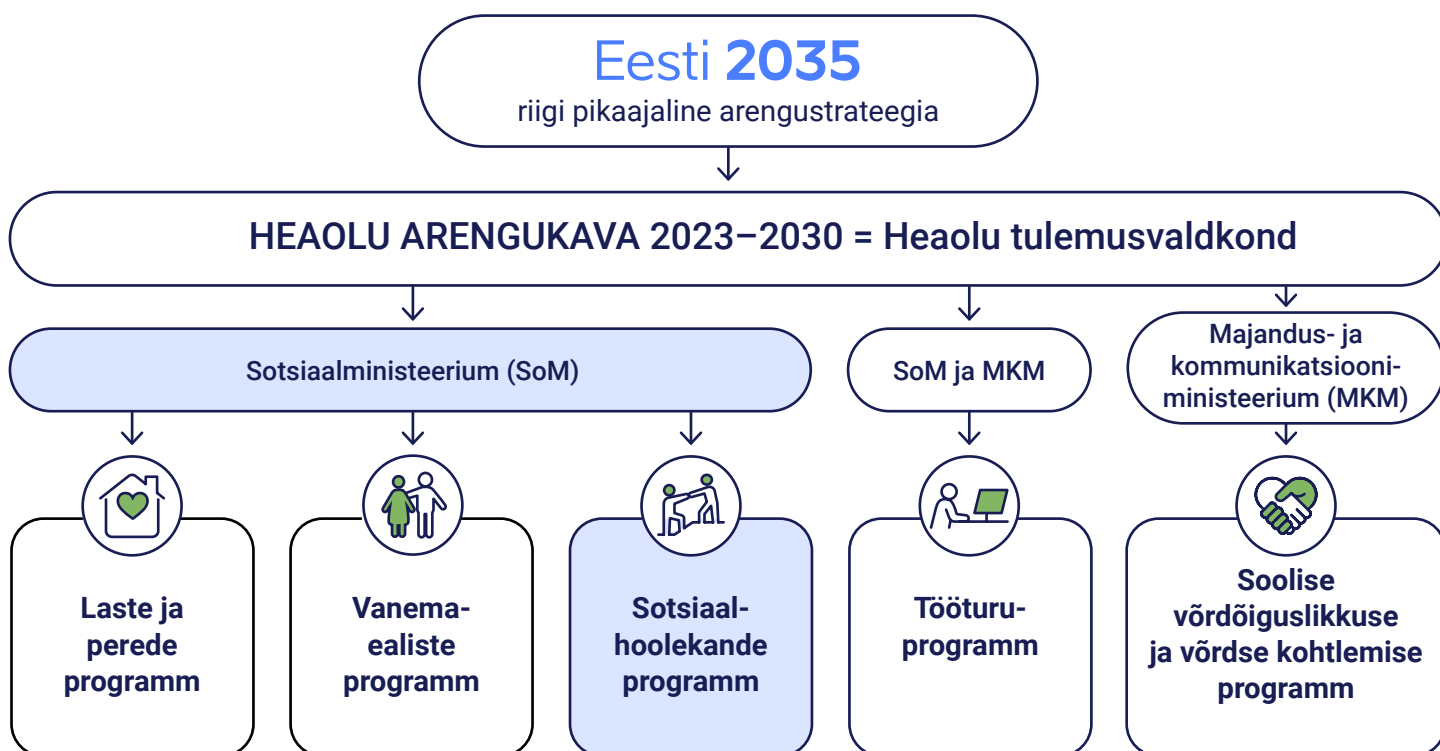 Eesti 2035
riigi pikaajaline arengustrateegia
HEAOLU ARENGUKAVA 2023–2030 = Heaolu tulemusvaldkond
Sotsiaalministeerium (SoM)
SoM ja MKM
Majandus- ja
kommunikatsiooni-
ministeerium (MKM)
Laste ja
perede
programm
Vanema-
ealiste
programm
Sotsiaal-
hoolekande
programm
Tööturu-
programm
Soolise
võrdõiguslikkuse
ja võrdse kohtlemise
programm